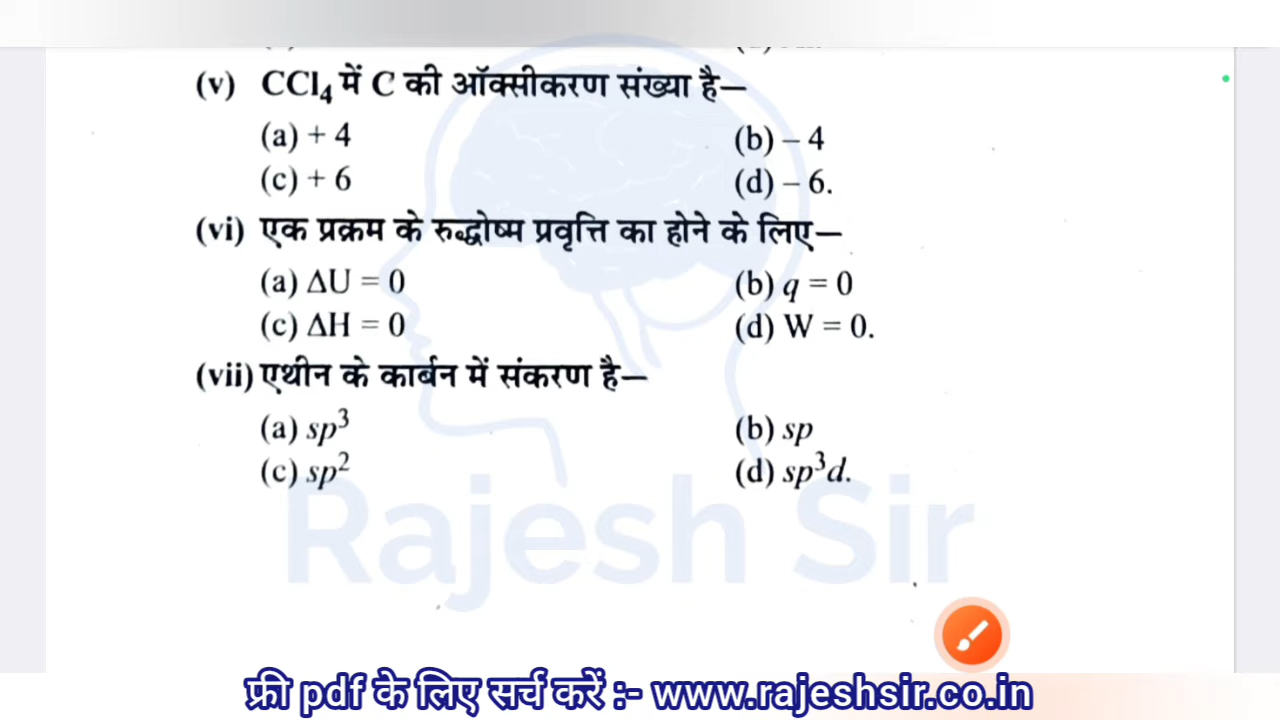 (v) CCl₄ में C की ऑक्सीकरण संख्या है—
(a) + 4 (b) – 4
(c) + 6 (d) – 6.
(vi) एक प्रक्रम के रुद्धोष्म प्रवृत्ति का होने के लिए—
(a) ΔU = 0 (b) q = 0
(c) ΔH = 0 (d) W = 0.
(vii) एथीन के कार्बन में संकरण है—
(a) sp³ (b) sp
(c) sp² (d) sp³d.
Rajesh Sir
फ्री pdf के लिए सर्च करें :- www.rajeshsir.co.in